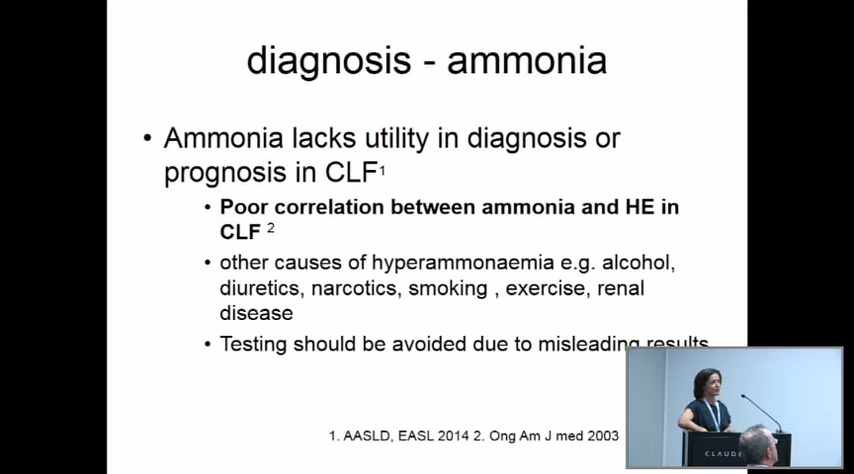 diagnosis - ammonia
• Ammonia lacks utility in diagnosis or
prognosis in CLF¹
• Poor correlation between ammonia and HE in
CLF ²
• other causes of hyperammonaemia e.g. alcohol,
diuretics, narcotics, smoking , exercise, renal
disease
• Testing should be avoided due to misleading results
1. AASLD, EASL 2014 2. Ong Am J med 2003
CLAUDE